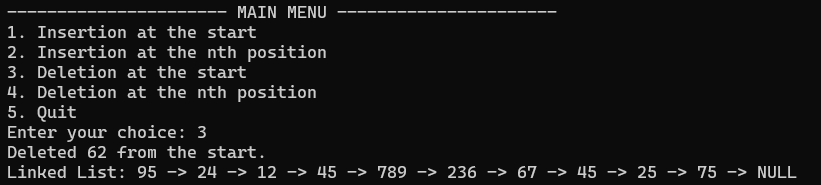 ---------------------- MAIN MENU ----------------------
1. Insertion at the start
2. Insertion at the nth position
3. Deletion at the start
4. Deletion at the nth position
5. Quit
Enter your choice: 3
Deleted 62 from the start.
Linked List: 95 -> 24 -> 12 -> 45 -> 789 -> 236 -> 67 -> 45 -> 25 -> 75 -> NULL